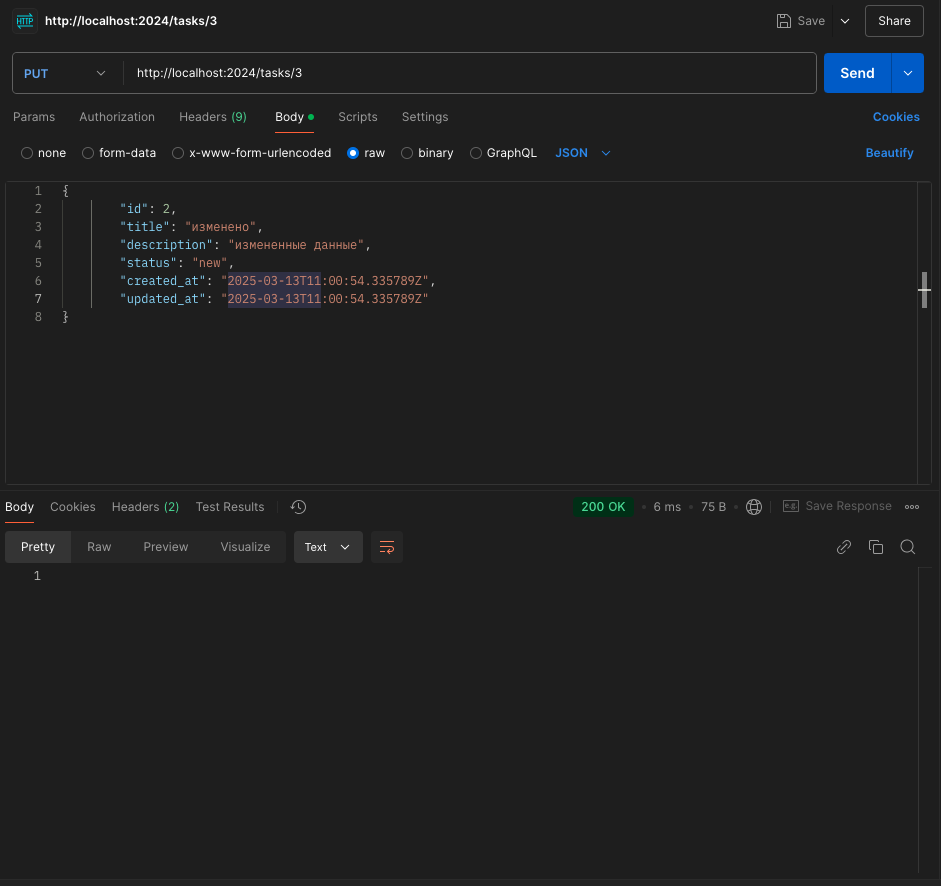 HTTP http://localhost:2024/tasks/3 Save Share
PUT http://localhost:2024/tasks/3 Send
Params Authorization Headers (9) Body Scripts Settings Cookies
none form-data x-www-form-urlencoded raw binary GraphQL JSON Beautify
1 {
2 "id": 2,
3 "title": "изменено",
4 "description": "измененные данные",
5 "status": "new",
6 "created_at": "2025-03-13T11:00:54.335789Z",
7 "updated_at": "2025-03-13T11:00:54.335789Z"
8 }
Body Cookies Headers (2) Test Results 200 OK • 6 ms • 75 B • e.g. Save Response
Pretty Raw Preview Visualize Text
1